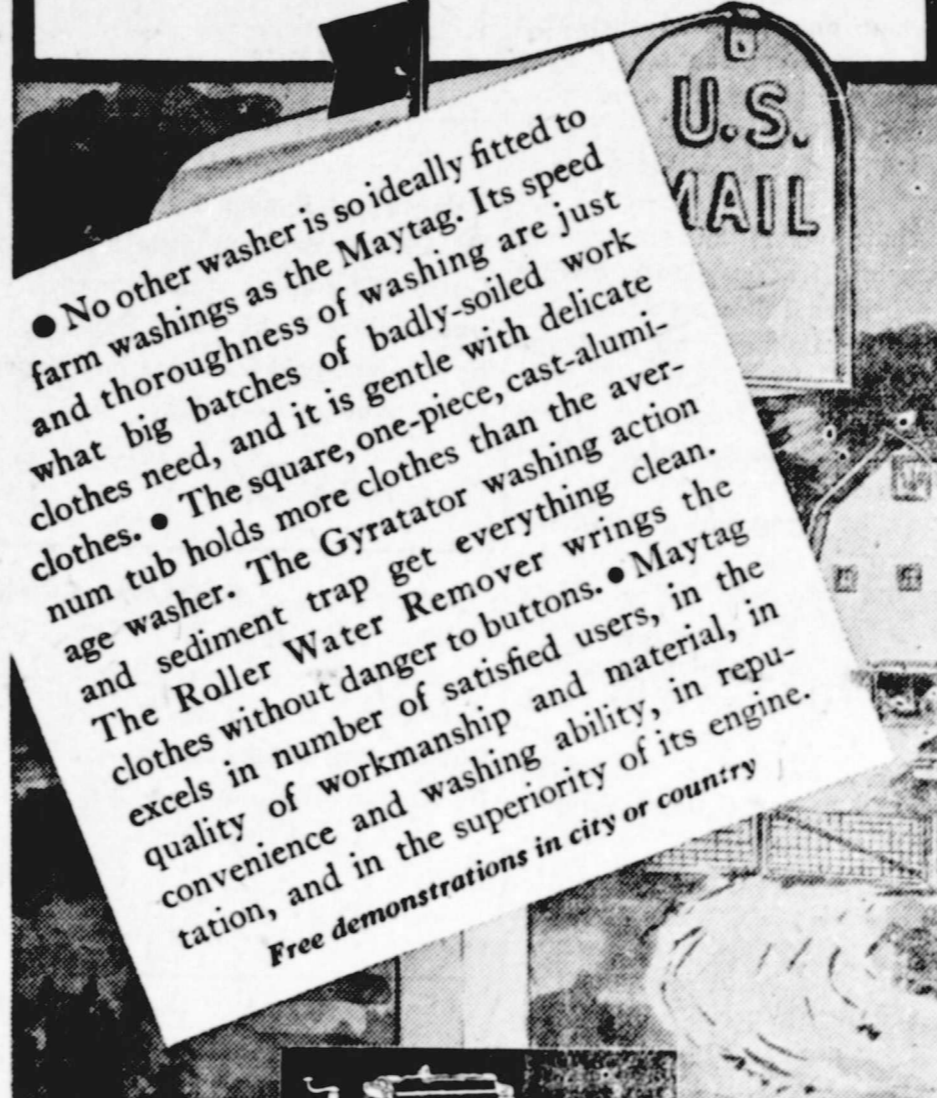 U.S.
MAIL
● No other washer is so ideally fitted to
farm washings as the Maytag. Its speed
and thoroughness of washing are just
what big batches of badly-soiled work
clothes need, and it is gentle with delicate
clothes. ● The square, one-piece, cast-alumi-
num tub holds more clothes than the aver-
age washer. The Gyratator washing action
and sediment trap get everything clean.
The Roller Water Remover wrings the
clothes without danger to buttons. ● Maytag
excels in number of satisfied users, in the
quality of workmanship and material, in
convenience and washing ability, in repu-
tation, and in the superiority of its engine.
Free demonstrations in city or country